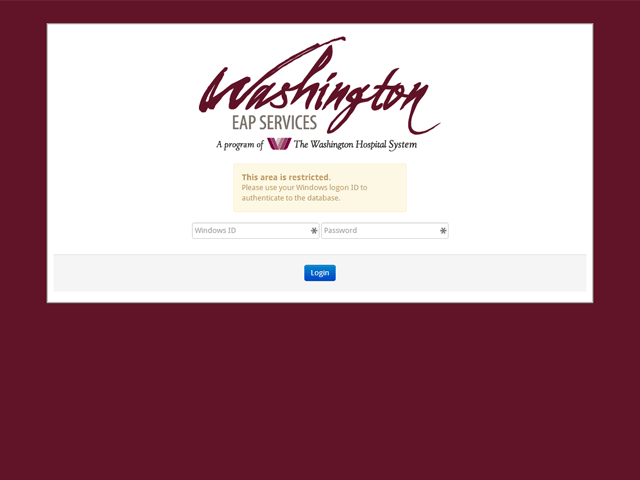 Washington
EAP SERVICES
A program of The Washington Hospital System
This area is restricted.
Please use your Windows logon ID to
authenticate to the database.
Windows ID
Password
Login